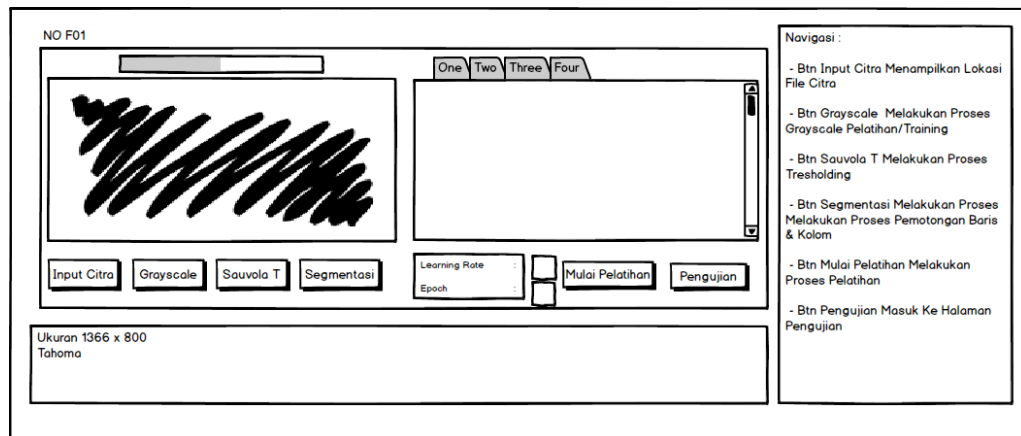 NO F01
One Two Three Four
Input Citra Grayscale Sauvola T Segmentasi
Learning Rate :
Epoch :
Mulai Pelatihan Pengujian
Ukuran 1366 x 800
Tahoma
Navigasi :
- Btn Input Citra Menampilkan Lokasi
File Citra
- Btn Grayscale Melakukan Proses
Grayscale Pelatihan/Training
- Btn Sauvola T Melakukan Proses
Tresholding
- Btn Segmentasi Melakukan Proses
Melakukan Proses Pemotongan Baris
& Kolom
- Btn Mulai Pelatihan Melakukan
Proses Pelatihan
- Btn Pengujian Masuk Ke Halaman
Pengujian